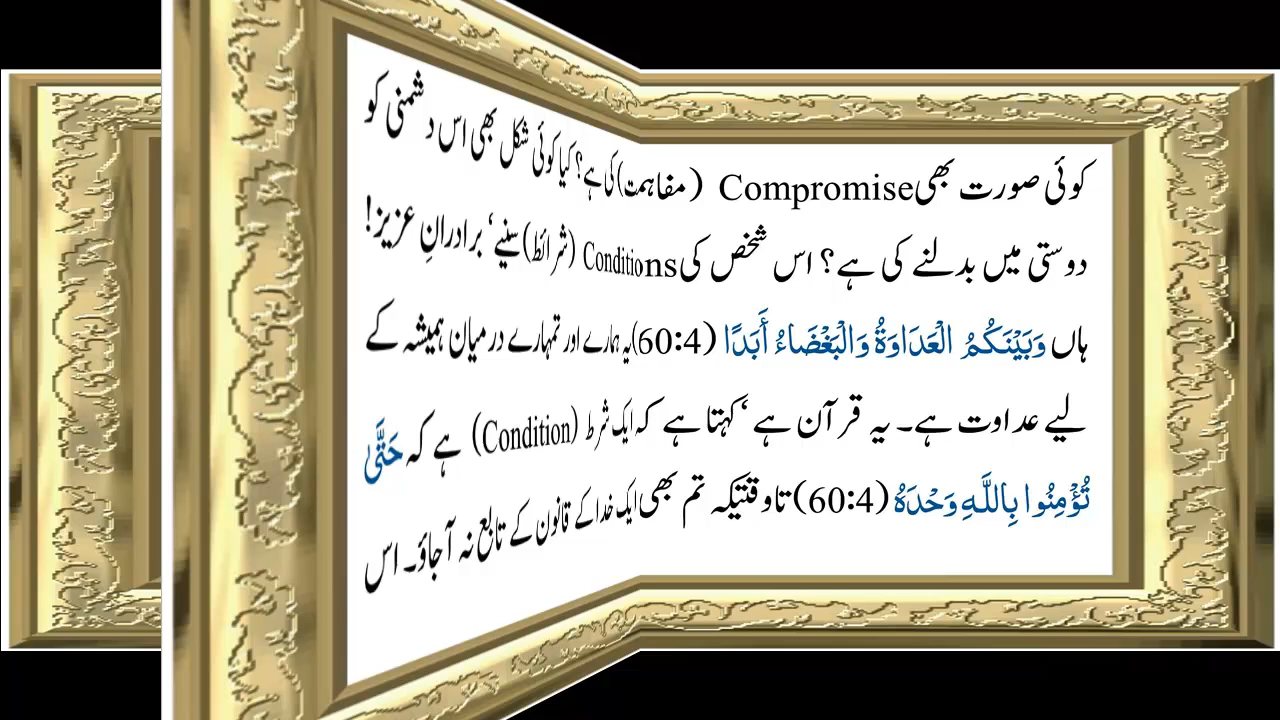 کوئی صورت بھی Compromise (مفاہمت) کی ہے؟ کیا کوئی شکل بھی اس دشمنی کو
دوستی میں بدلنے کی ہے؟ اس شخص کی Conditions (شرائط) سنیے‘ برادرانِ عزیز!
ہاں وَبَيْنَكُمُ الْعَدَاوَةُ وَالْبَغْضَاءُ أَبَدًا (60:4) یہ ہمارے اور تمہارے درمیان ہمیشہ کے
لیے عداوت ہے۔ یہ قرآن ہے‘ کہتا ہے کہ ایک شرط (Condition) ہے کہ حَتَّىٰ
تُؤْمِنُوا بِاللَّهِ وَحْدَهُ (60:4) تاوقتیکہ تم بھی ایک خدا کے قانون کے تابع نہ آجاؤ۔ اس